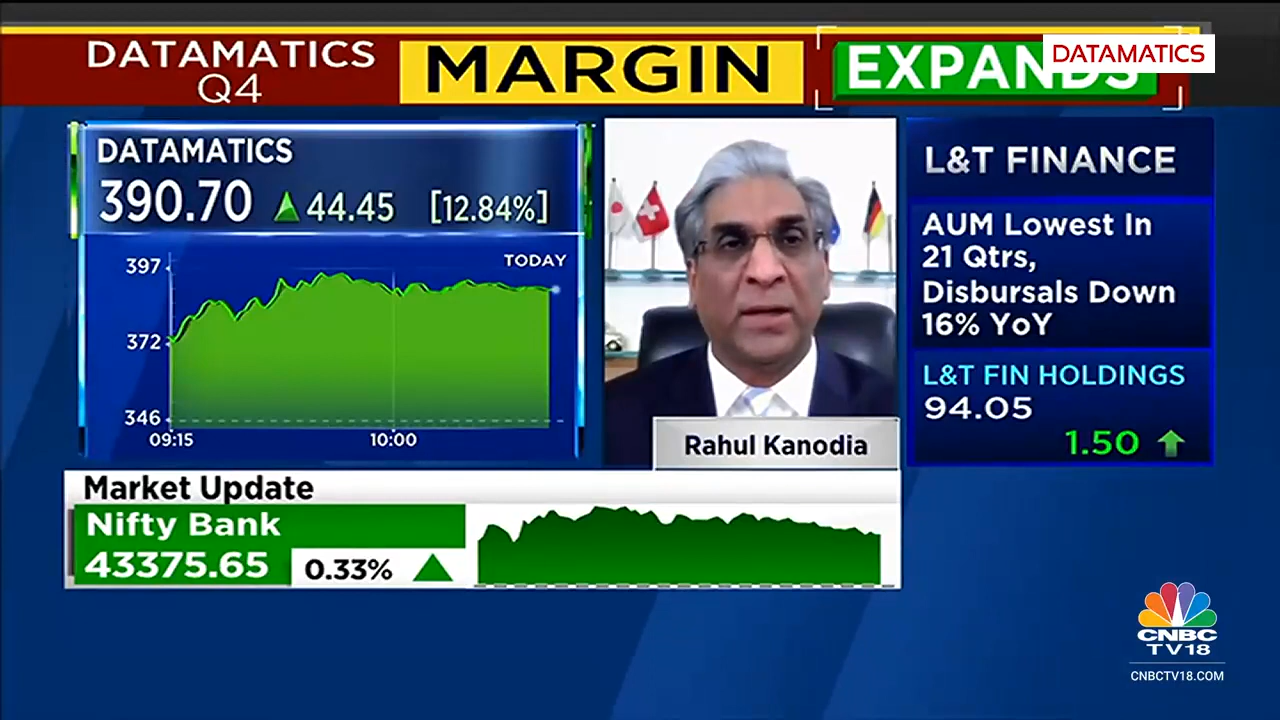 DATAMATICS
Q4
MARGIN
EXPANDS
DATAMATICS
DATAMATICS
390.70 ▲ 44.45 [12.84%]
TODAY
397
372
346
09:15 10:00
Rahul Kanodia
L&T FINANCE
AUM Lowest In
21 Qtrs,
Disbursals Down
16% YoY
L&T FIN HOLDINGS
94.05
1.50
Market Update
Nifty Bank
43375.65 0.33%
CNBC
TV18
CNBCTV18.COM